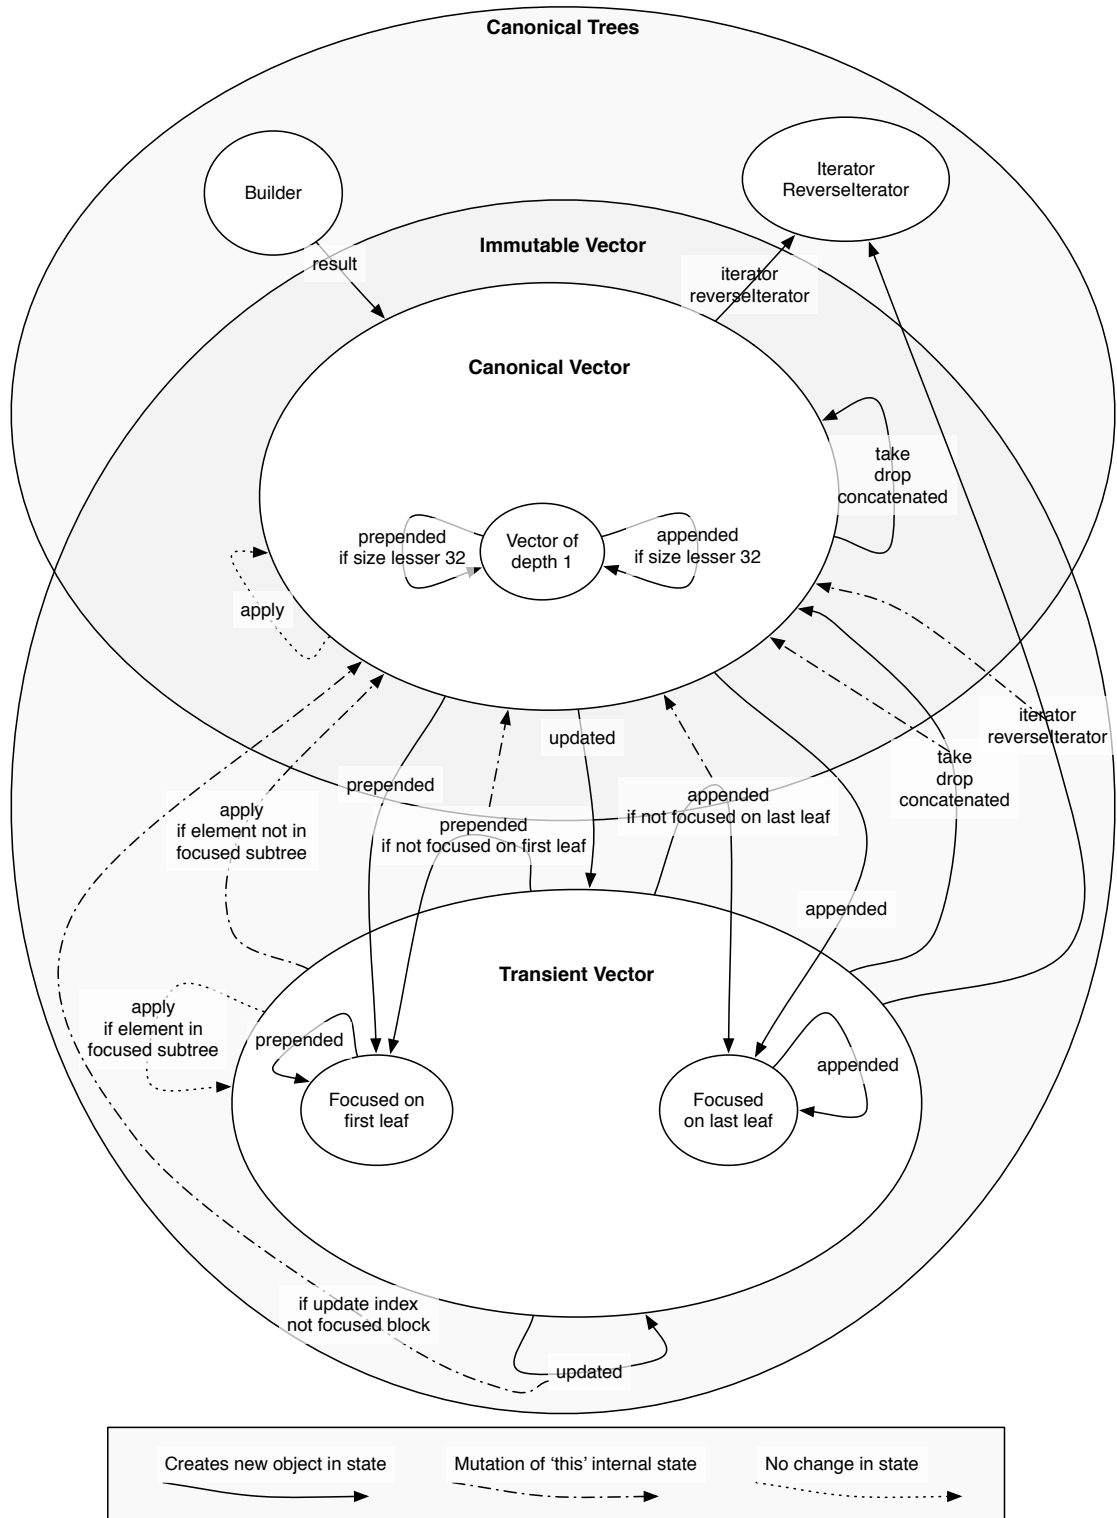 Canonical Trees
Builder
Iterator
ReverseIterator
Immutable Vector
result
iterator
reverseIterator
Canonical Vector
take
drop
concatenated
prepended
if size lesser 32
Vector of
depth 1
appended
if size lesser 32
apply
iterator
reverseIterator
updated
take
drop
concatenated
prepended
appended
if not focused on last leaf
apply
if element not in
focused subtree
prepended
if not focused on first leaf
appended
Transient Vector
apply
if element in
focused subtree
prepended
appended
Focused on
first leaf
Focused
on last leaf
if update index
not focused block
updated
Creates new object in state
Mutation of ‘this’ internal state
No change in state